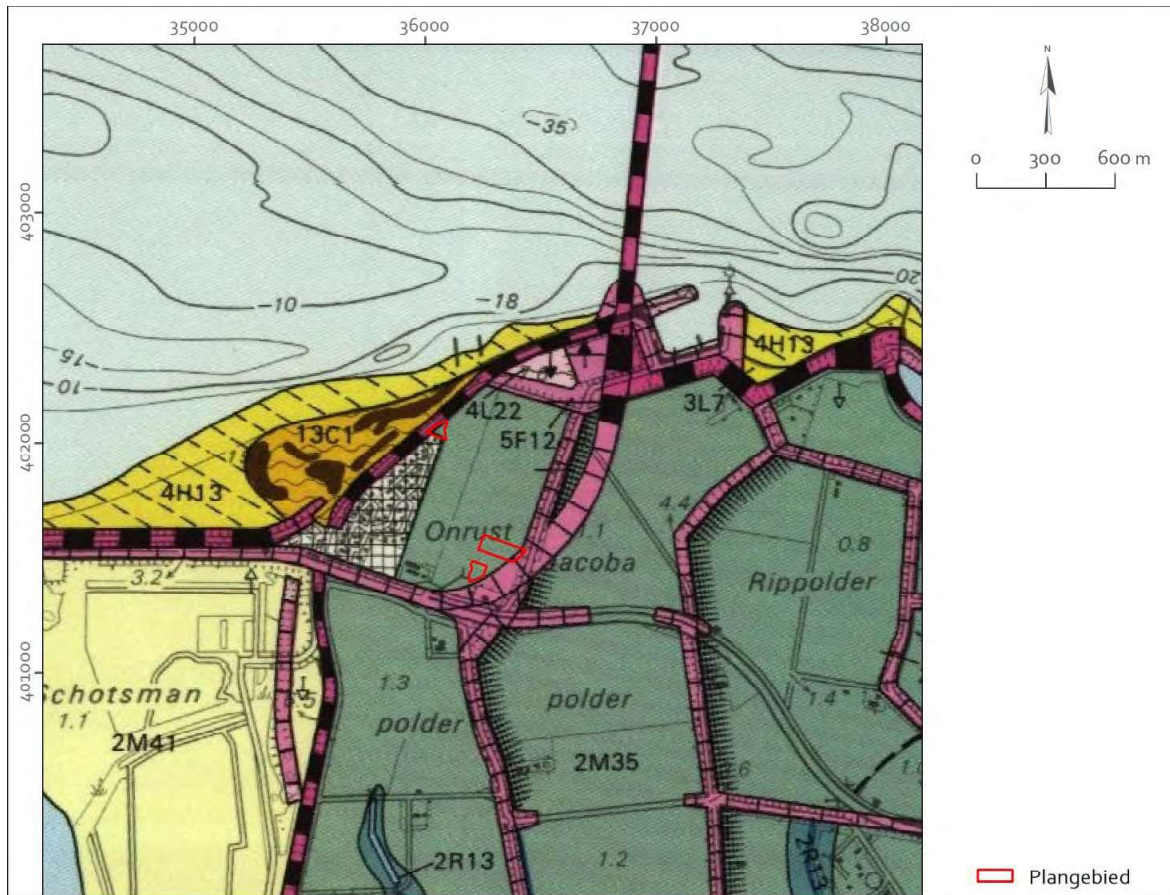 35000
36000
37000
38000
N
0 300 600 m
403000
402000
401000
-35
-10
-18
20
15
10
4H13
13C1
4L22
5F12
3L7
4H13
4H13
Onrust
1.1
Jacoba
4.4
0.8
Rippolder
3.2
Schotsman
1.1
2M41
1.3
polder
polder
2M35
1.4
1.2
2R13
2R13
Plangebied